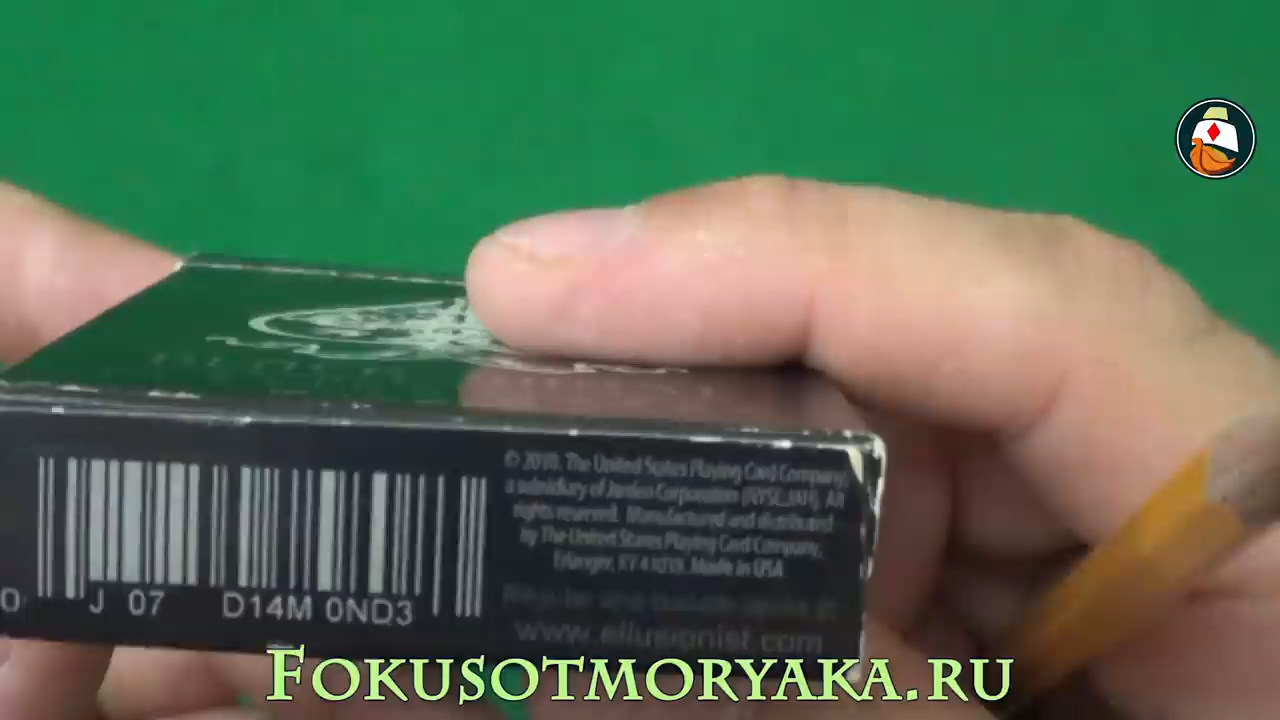 © 2010. The United States Playing Card Company,
a subsidiary of Jarden Corporation (NYSE:JAH). All
rights reserved. Manufactured and distributed
by The United States Playing Card Company,
Erlanger, KY 41018. Made in USA
www.ellusionist.com
0 J 07 D14M 0ND3
Fokusotmoryaka.ru